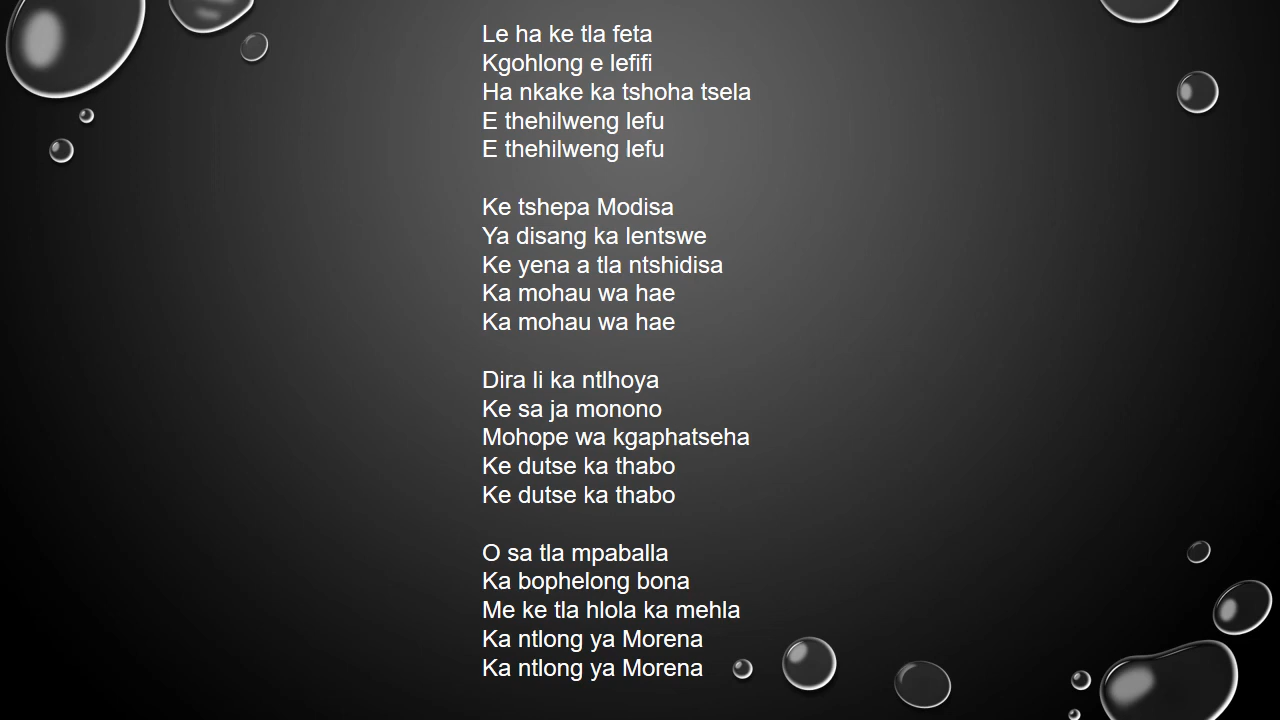 Le ha ke tla feta
Kgohlong e lefifi
Ha nkake ka tshoha tsela
E thehilweng lefu
E thehilweng lefu

Ke tshepa Modisa
Ya disang ka lentswe
Ke yena a tla ntshidisa
Ka mohau wa hae
Ka mohau wa hae

Dira li ka ntlhoya
Ke sa ja monono
Mohope wa kgaphatseha
Ke dutse ka thabo
Ke dutse ka thabo

O sa tla mpaballa
Ka bophelong bona
Me ke tla hlola ka mehla
Ka ntlong ya Morena
Ka ntlong ya Morena